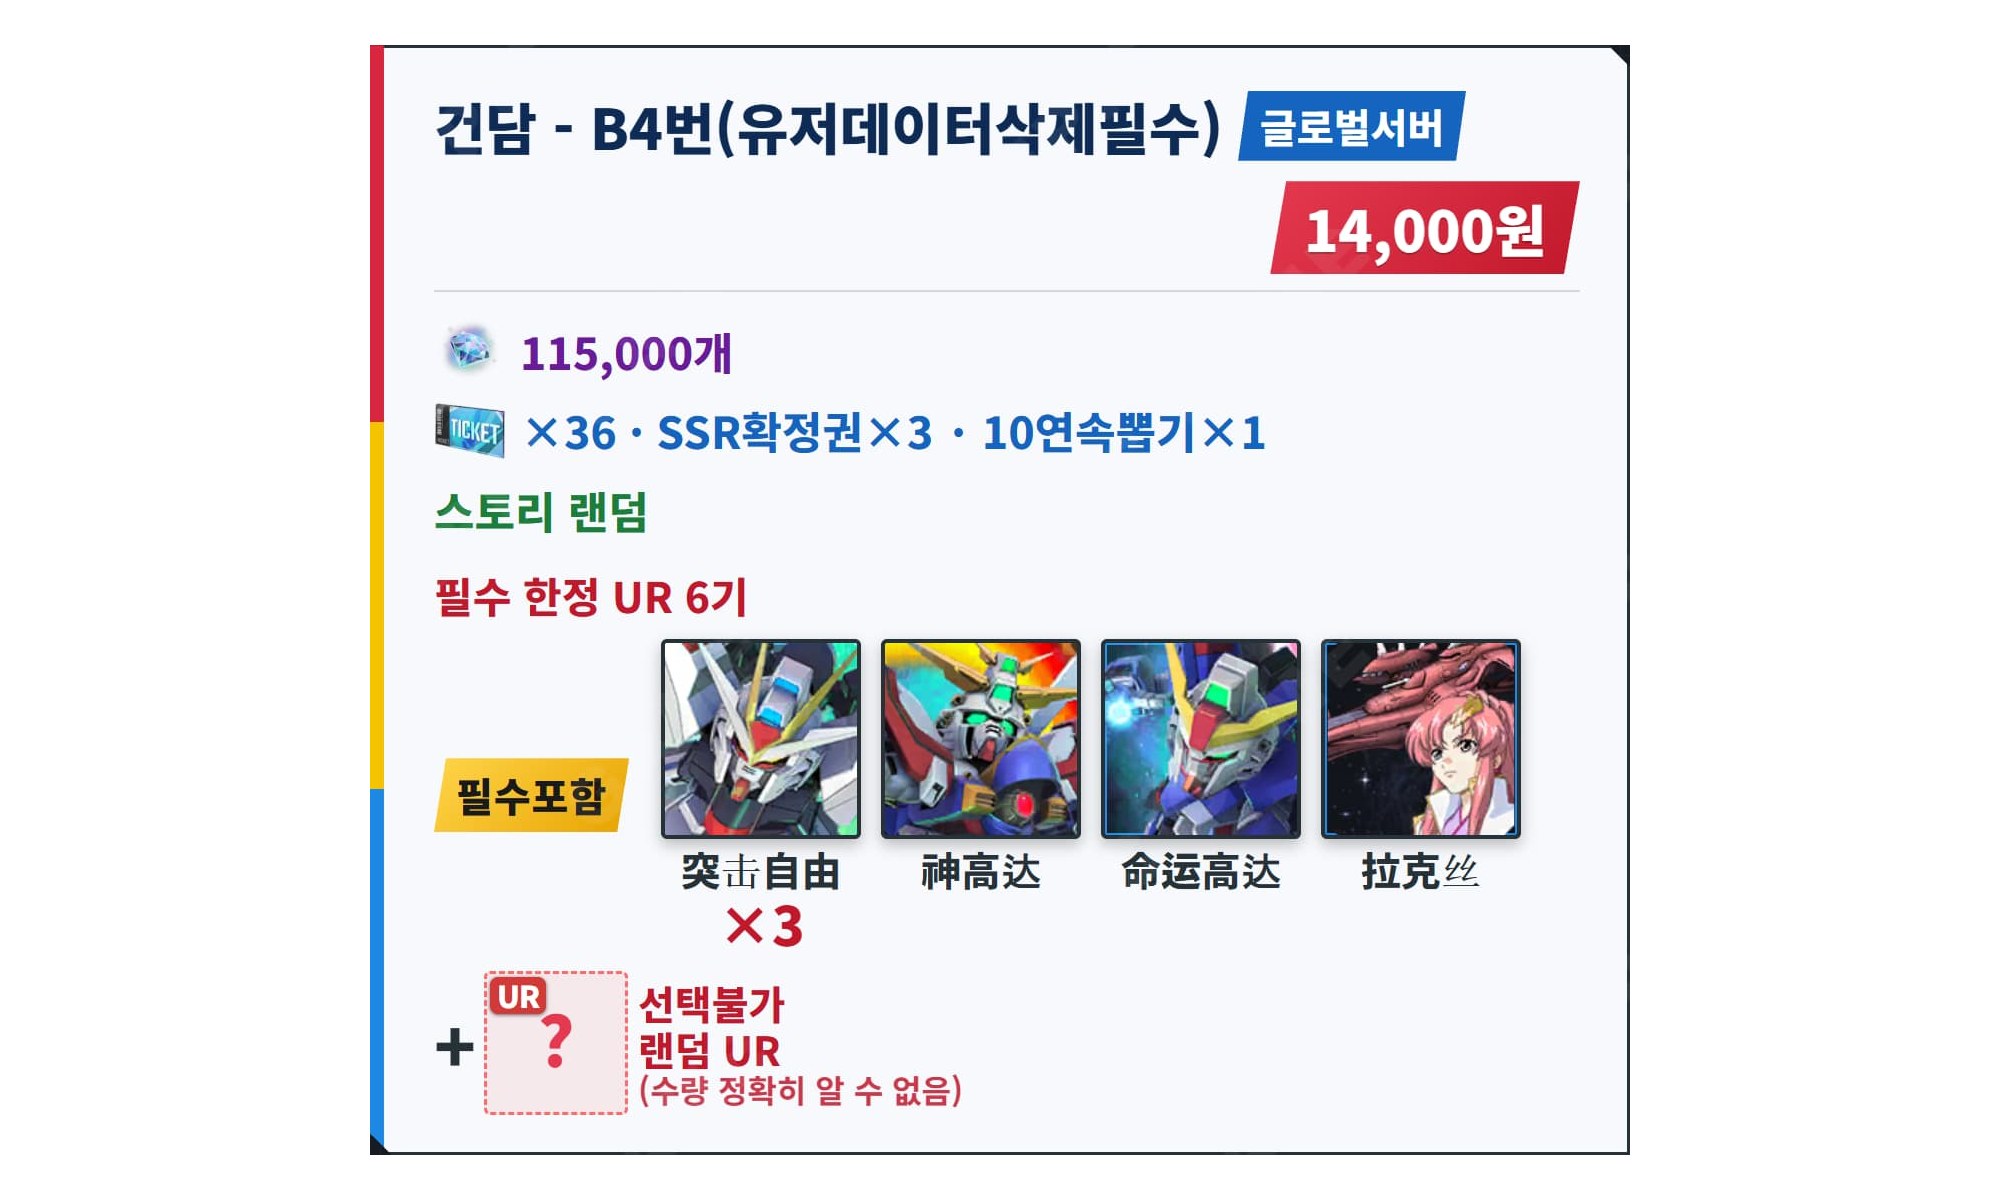 건담 - B4번(유저데이터삭제필수) 글로벌서버
14,000원
115,000개
TICKET ×36 · SSR확정권×3 · 10연속뽑기×1
스토리 랜덤
필수 한정 UR 6기
필수포함
突击自由 神高达 命运高达 拉克丝
×3
+ UR ? 선택불가
랜덤 UR
(수량 정확히 알 수 없음)